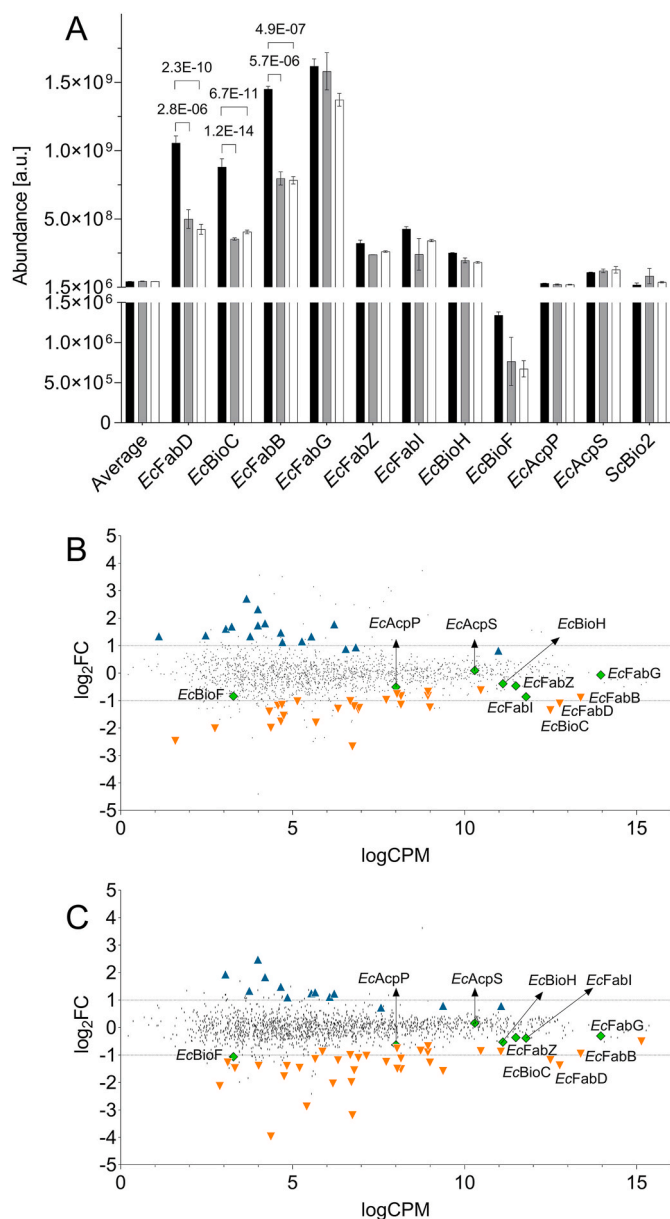 A
4.9E-07
5.7E-06
2.3E-10
6.7E-11
2.8E-06
1.2E-14
Abundance [a.u.]
1.5×10⁹
1.0×10⁹
5.0×10⁸
1.5×10⁶
1.5×10⁶
1.0×10⁶
5.0×10⁵
0
Average
EcFabD
EcBioC
EcFabB
EcFabG
EcFabZ
EcFabI
EcBioH
EcBioF
EcAcpP
EcAcpS
ScBio2
B
log₂FC
5
4
3
2
1
0
-1
-2
-3
-4
-5
EcAcpP
EcAcpS
EcBioH
EcFabG
EcFabZ
EcBioF
EcFabI
EcFabB
EcFabD
EcBioC
0 5 10 15
logCPM
C
log₂FC
5
4
3
2
1
0
-1
-2
-3
-4
-5
EcAcpP
EcAcpS
EcBioH
EcFabI
EcFabG
EcBioF
EcFabZ
EcFabB
EcBioC
EcFabD
0 5 10 15
logCPM